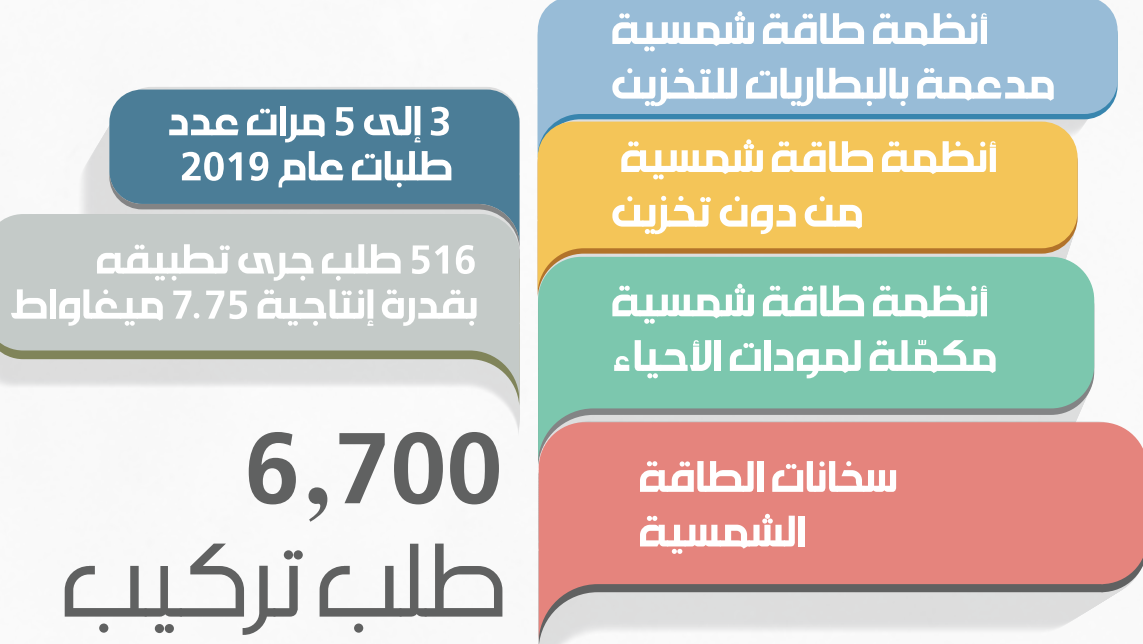 أنظمة طاقة شمسية
مدعمة بالبطاريات للتخزين
أنظمة طاقة شمسية
من دون تخزين
أنظمة طاقة شمسية
مكمّلة لمودات الأحياء
سخانات الطاقة
الشمسية
3 إلى 5 مرات عدد
طلبات عام 2019
516 طلب جرى تطبيقه
بقدرة إنتاجية 7.75 ميغاواط
6,700
طلب تركيب